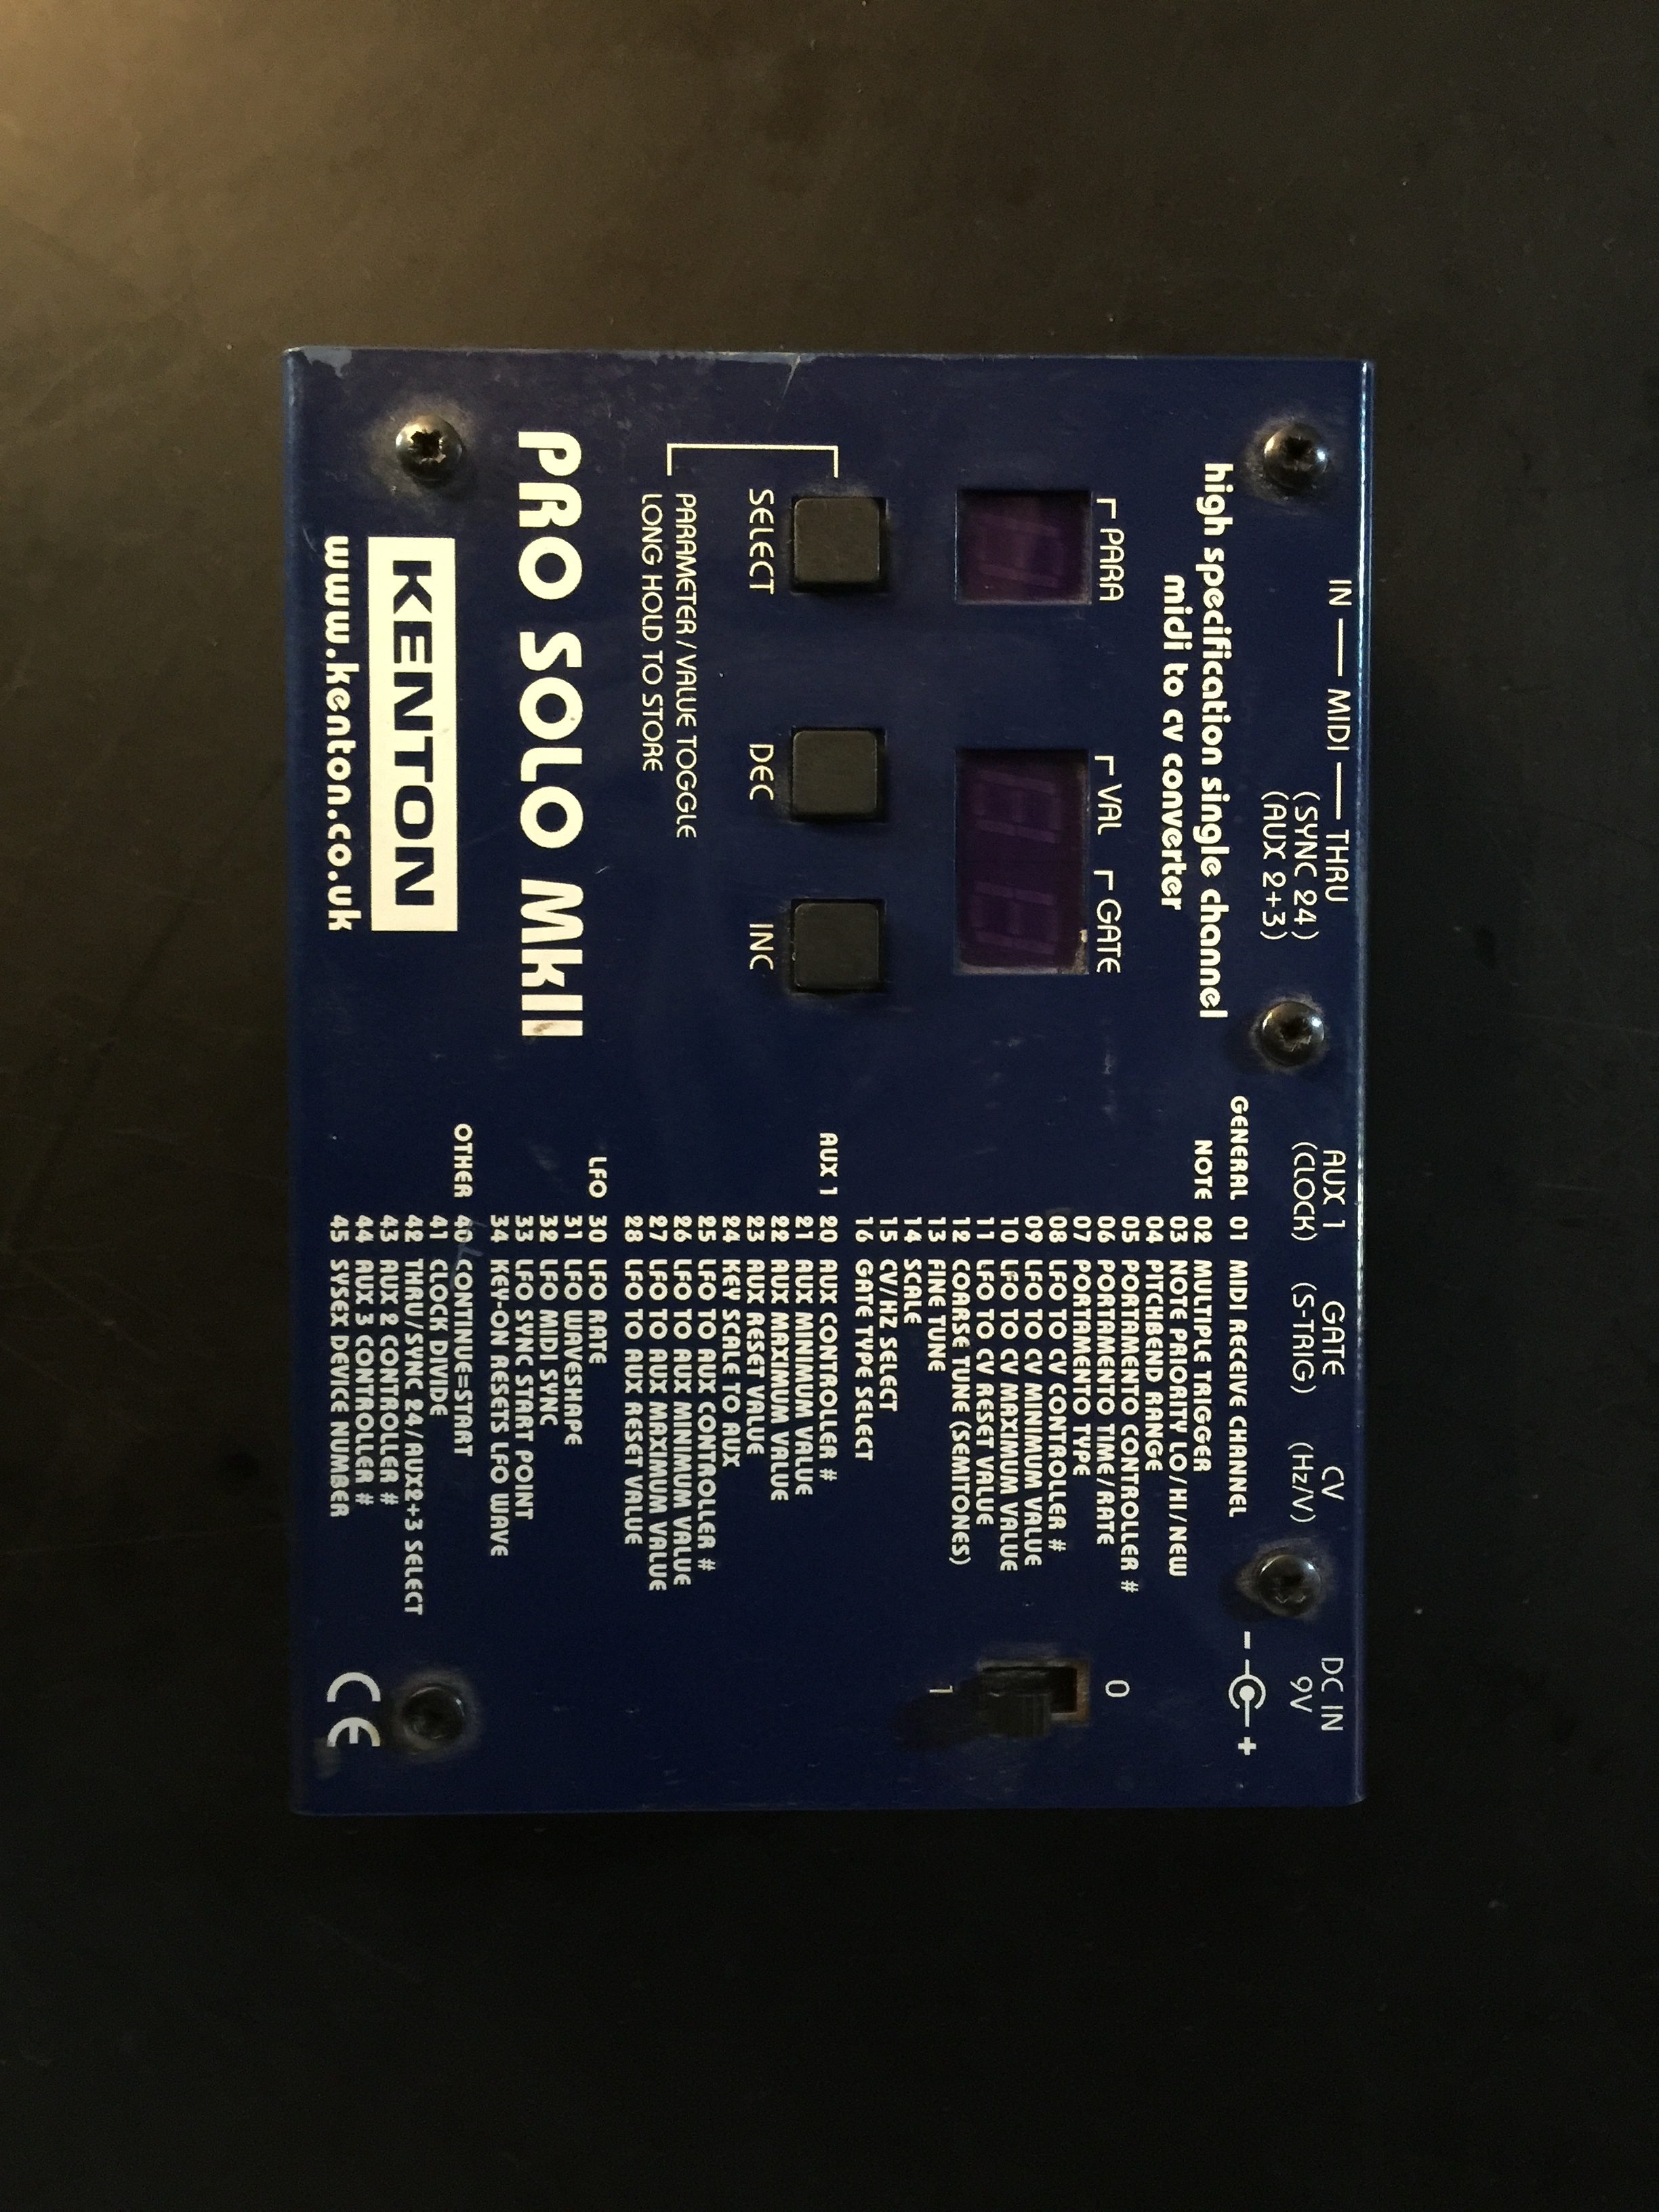 IN — MIDI — THRU
(SYNC 24)
(AUX 2+3)
AUX 1
(CLOCK)
GATE
(S-TRIG)
CV
(Hz/V)
DC IN
9V
- +
high specification single channel
midi to cv converter
PARA
VAL
GATE
SELECT
DEC
INC
PARAMETER / VALUE TOGGLE
LONG HOLD TO STORE
PRO SOLO MkII
KENTON
www.kenton.co.uk
GENERAL 01 MIDI RECEIVE CHANNEL
NOTE 02 MULTIPLE TRIGGER
03 NOTE PRIORITY LO/HI/NEW
04 PITCHBEND RANGE
05 PORTAMENTO CONTROLLER #
06 PORTAMENTO TIME/RATE
07 PORTAMENTO TYPE
08 LFO TO CV CONTROLLER #
09 LFO TO CV MINIMUM VALUE
10 LFO TO CV MAXIMUM VALUE
11 LFO TO CV RESET VALUE
12 COARSE TUNE (SEMITONES)
13 FINE TUNE
14 SCALE
15 CV/HZ SELECT
16 GATE TYPE SELECT
AUX 1 20 AUX CONTROLLER #
21 AUX MINIMUM VALUE
22 AUX MAXIMUM VALUE
23 AUX RESET VALUE
24 KEY SCALE TO AUX
25 LFO TO AUX CONTROLLER #
26 LFO TO AUX MINIMUM VALUE
27 LFO TO AUX MAXIMUM VALUE
28 LFO TO AUX RESET VALUE
LFO 30 LFO RATE
31 LFO WAVESHAPE
32 LFO MIDI SYNC
33 LFO SYNC START POINT
34 KEY-ON RESETS LFO WAVE
OTHER 40 CONTINUE=START
41 CLOCK DIVIDE
42 THRU/SYNC 24/AUX2+3 SELECT
43 AUX 2 CONTROLLER #
44 AUX 3 CONTROLLER #
45 SYSEX DEVICE NUMBER
0
1
CE